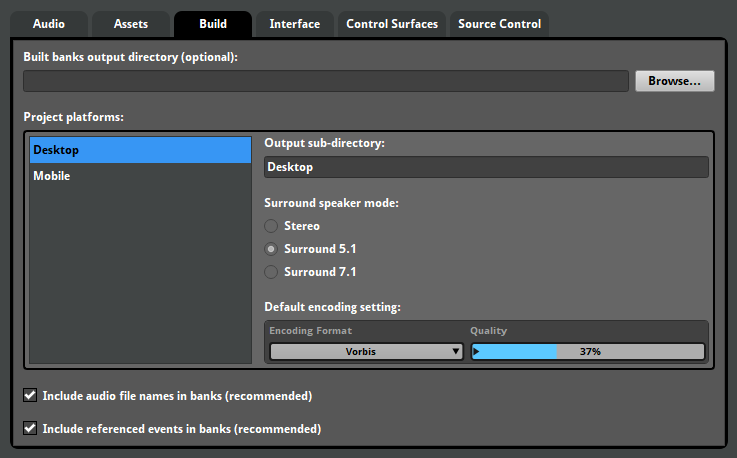 Audio Assets Build Interface Control Surfaces Source Control
Built banks output directory (optional):
Browse...
Project platforms:
Desktop
Mobile
Output sub-directory:
Desktop
Surround speaker mode:
Stereo
Surround 5.1
Surround 7.1
Default encoding setting:
Encoding Format Quality
Vorbis 37%
Include audio file names in banks (recommended)
Include referenced events in banks (recommended)